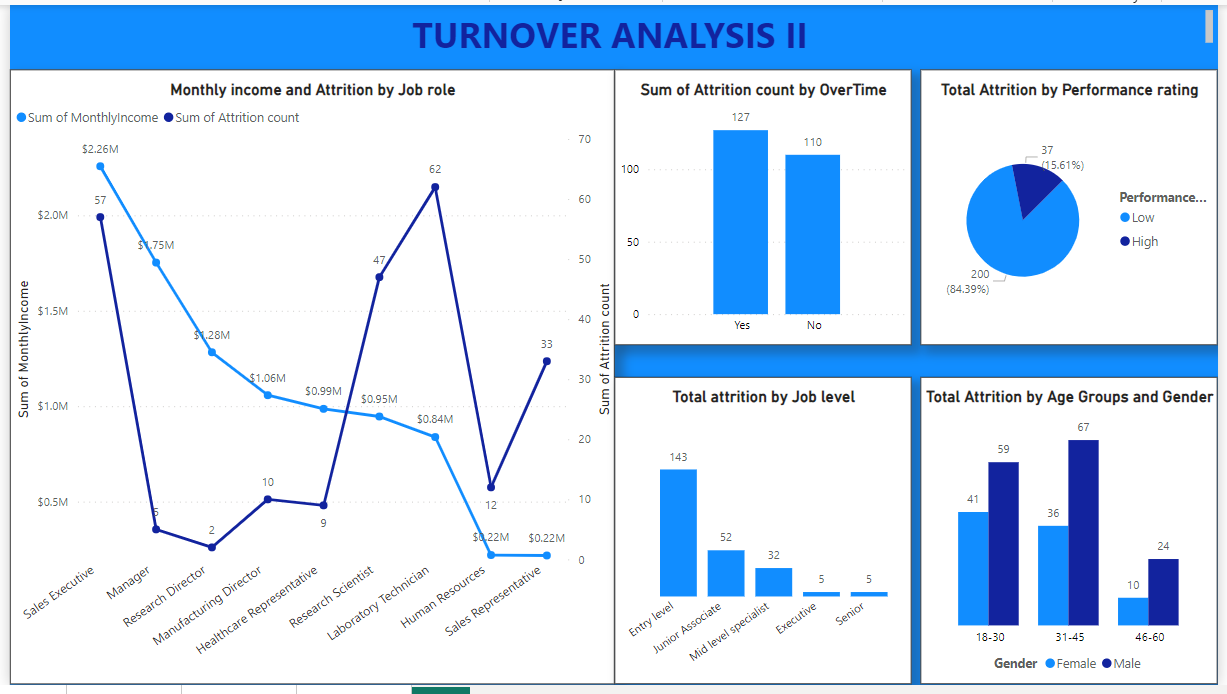 TURNOVER ANALYSIS II
Monthly income and Attrition by Job role
Sum of MonthlyIncome Sum of Attrition count
Sum of MonthlyIncome
$2.0M
$1.5M
$1.0M
$0.5M
$2.26M
$1.75M
$1.28M
$1.06M
$0.99M
$0.95M
$0.84M
$0.22M
$0.22M
57
5
2
10
9
47
62
12
33
70
60
50
40
30
20
10
0
Sum of Attrition count
Sales Executive
Manager
Research Director
Manufacturing Director
Healthcare Representative
Research Scientist
Laboratory Technician
Human Resources
Sales Representative
Sum of Attrition count by OverTime
100
50
0
127
110
Yes
No
Total Attrition by Performance rating
37
(15.61%)
200
(84.39%)
Performance...
Low
High
Total attrition by Job level
143
52
32
5
5
Entry level
Junior Associate
Mid level specialist
Executive
Senior
Total Attrition by Age Groups and Gender
41
59
36
67
10
24
18-30
31-45
46-60
Gender Female Male